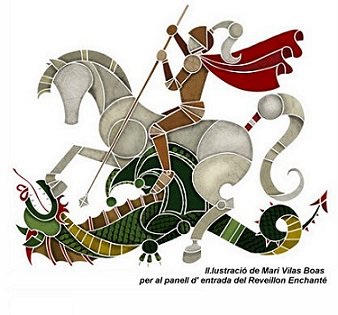 Il.lustració de Mari Vilas Boas
per al panell d' entrada del Reveillon Enchanté